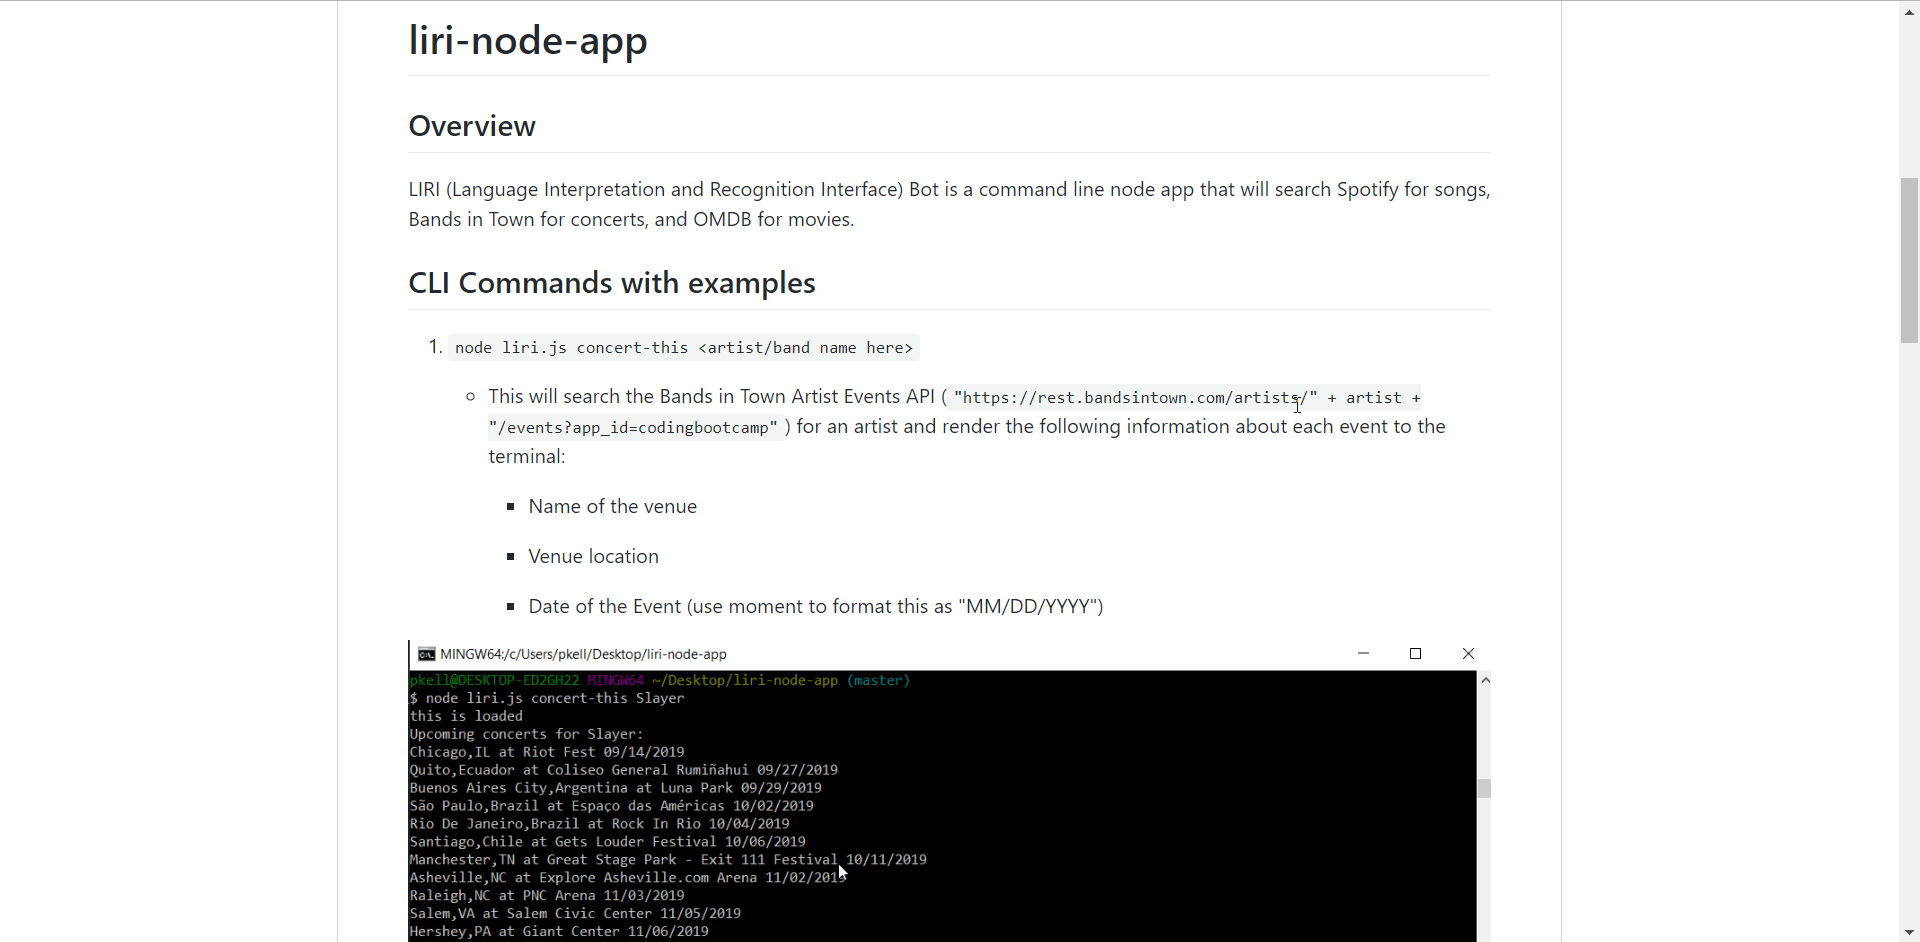 liri-node-app
Overview
LIRI (Language Interpretation and Recognition Interface) Bot is a command line node app that will search Spotify for songs,
Bands in Town for concerts, and OMDB for movies.
CLI Commands with examples
1. node liri.js concert-this <artist/band name here>
This will search the Bands in Town Artist Events API ( "https://rest.bandsintown.com/artists/" + artist +
"/events?app_id=codingbootcamp" ) for an artist and render the following information about each event to the
terminal:
Name of the venue
Venue location
Date of the Event (use moment to format this as "MM/DD/YYYY")
MINGW64:/c/Users/pkell/Desktop/liri-node-app
pkell@DESKTOP-ED2GH22 MINGW64 ~/Desktop/liri-node-app (master)
$ node liri.js concert-this Slayer
this is loaded
Upcoming concerts for Slayer:
Chicago,IL at Riot Fest 09/14/2019
Quito,Ecuador at Coliseo General Rumiñahui 09/27/2019
Buenos Aires City,Argentina at Luna Park 09/29/2019
São Paulo,Brazil at Espaço das Américas 10/02/2019
Rio De Janeiro,Brazil at Rock In Rio 10/04/2019
Santiago,Chile at Gets Louder Festival 10/06/2019
Manchester,TN at Great Stage Park - Exit 111 Festival 10/11/2019
Asheville,NC at Explore Asheville.com Arena 11/02/2019
Raleigh,NC at PNC Arena 11/03/2019
Salem,VA at Salem Civic Center 11/05/2019
Hershey,PA at Giant Center 11/06/2019